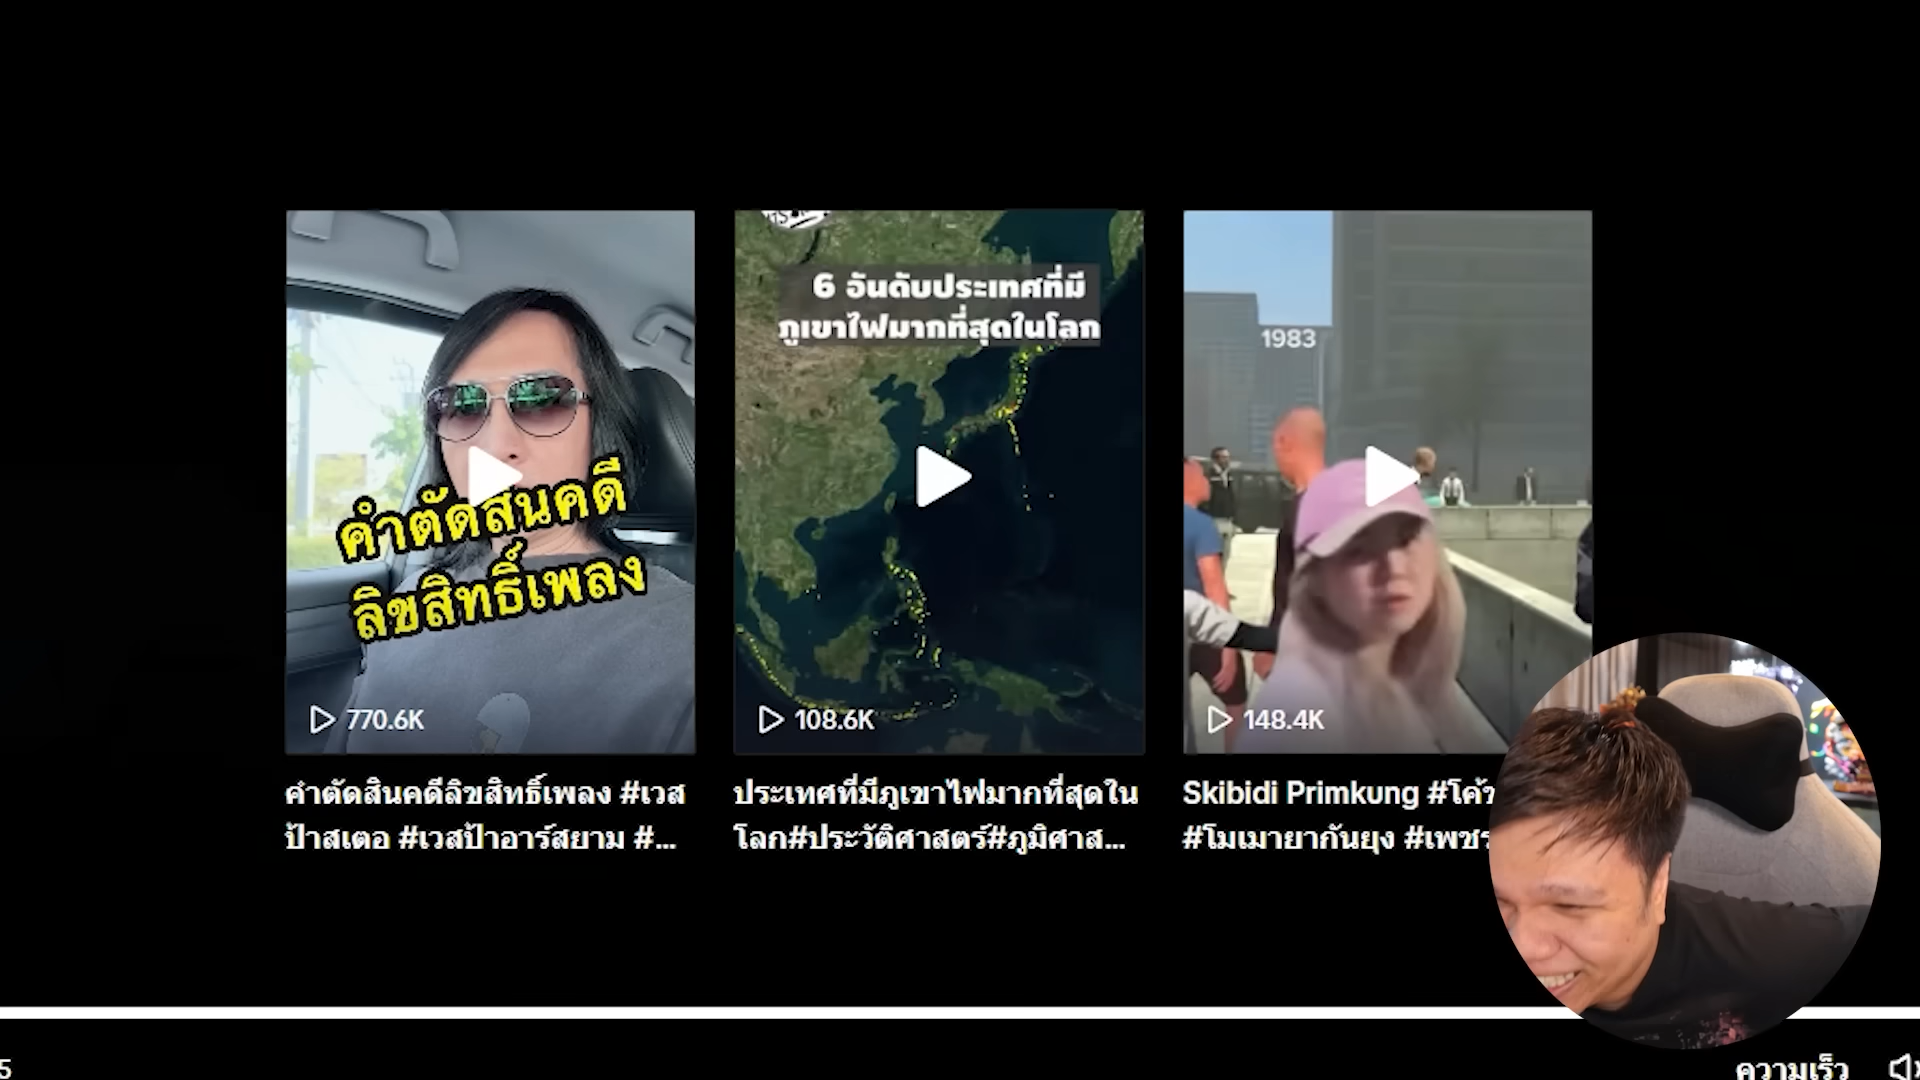 คำตัดสินคดี
ลิขสิทธิ์เพลง
770.6K
คำตัดสินคดีลิขสิทธิ์เพลง #เวส
ป้าสเตอ #เวสป้าอาร์สยาม #...
6 อันดับประเทศที่มี
ภูเขาไฟมากที่สุดในโลก
108.6K
ประเทศที่มีภูเขาไฟมากที่สุดใน
โลก#ประวัติศาสตร์#ภูมิศาส...
1983
148.4K
Skibidi Primkung #โค้ช
#โมเมายากันยุง #เพชร
5
ความเร็ว